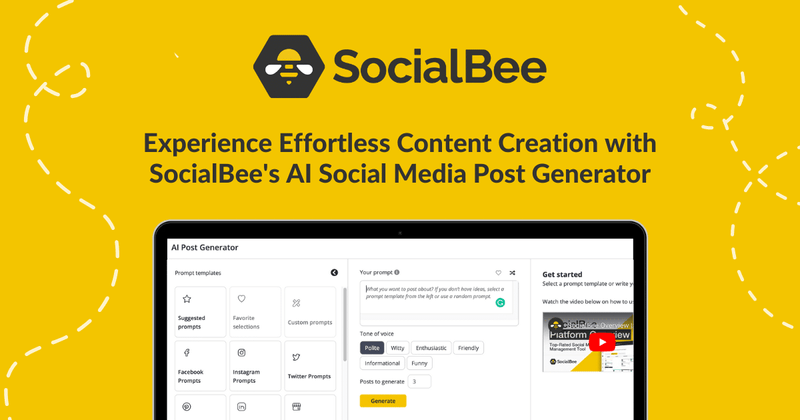 SocialBee
Experience Effortless Content Creation with
SocialBee's AI Social Media Post Generator
AI Post Generator
Prompt templates
Suggested
prompts
Favorite
selections
Custom prompts
Facebook
Prompts
Instagram
Prompts
Twitter Prompts
Your prompt
What you want to post about? If you don't have ideas, select a
prompt template from the left or use a random prompt.
Tone of voice
Polite
Witty
Enthusiastic
Friendly
Informational
Funny
Posts to generate
3
Generate
Get started
Select a prompt template or write yo
Watch the video below on how to us
SocialBee Overview |
Platform Overview
Top-Rated Social M
Management Tool
SocialBee